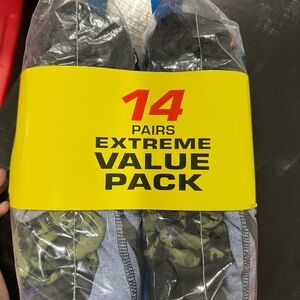 14
PAIRS
EXTREME
VALUE
PACK